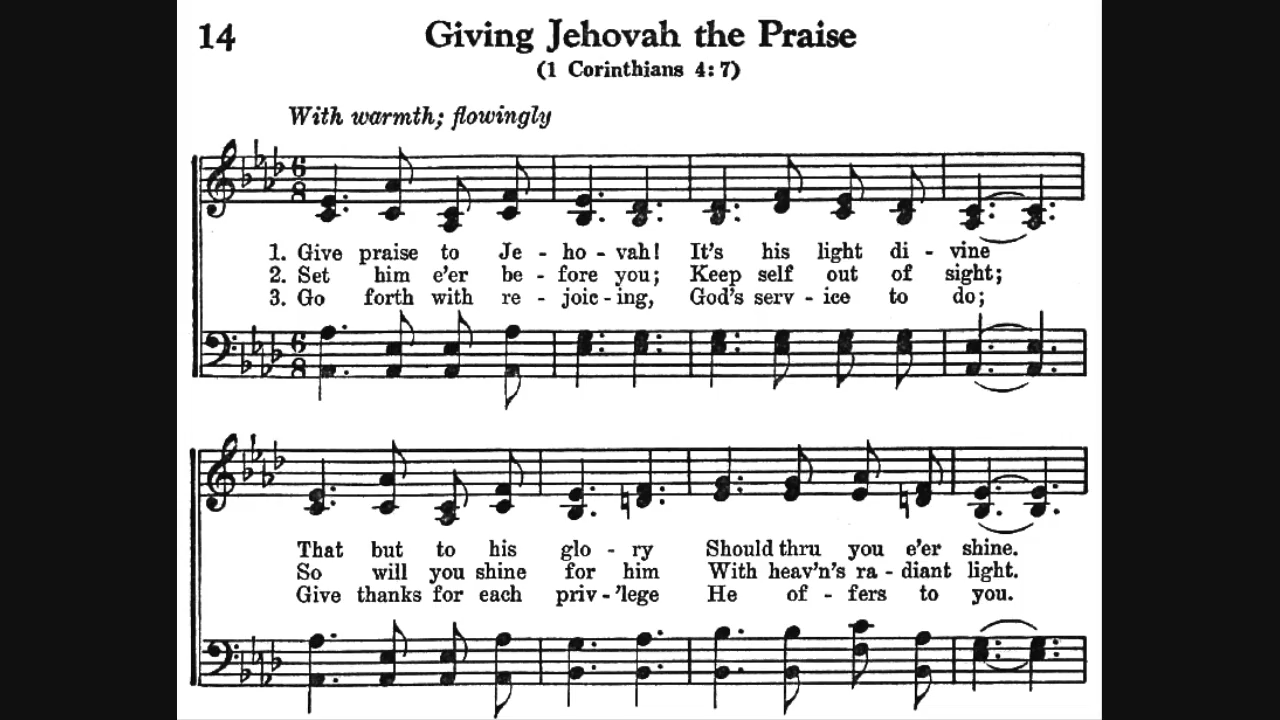 14 Giving Jehovah the Praise
(1 Corinthians 4:7)
With warmth; flowingly
6
8
1. Give praise to Je - ho - vah! It's his light di - vine
2. Set him e'er be - fore you; Keep self out of sight;
3. Go forth with re - joic - ing, God's serv - ice to do;
6
8
That but to his glo - ry Should thru you e'er shine.
So will you shine for him With heav'n's ra - diant light.
Give thanks for each priv - 'lege He of - fers to you.